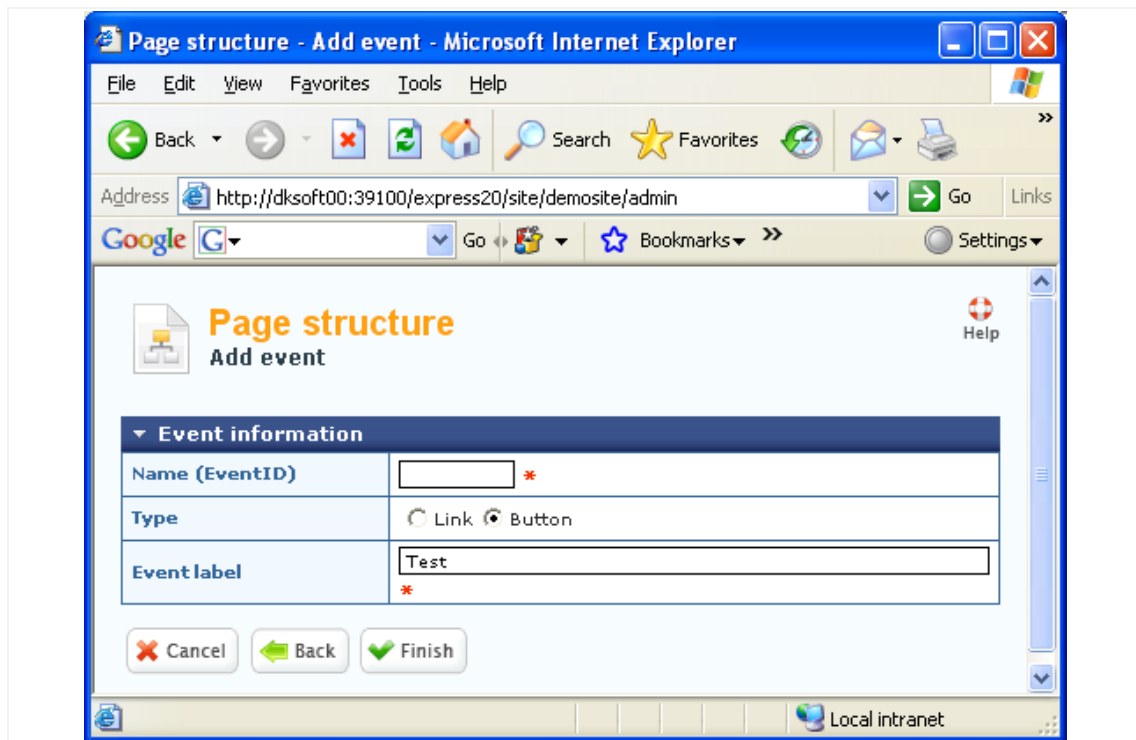 Page structure - Add event - Microsoft Internet Explorer
File Edit View Favorites Tools Help
Back Search Favorites »
Address http://dksoft00:39100/express20/site/demosite/admin Go Links
Google G Go Bookmarks » Settings
Page structure
Help
Add event
Event information
Name (EventID) *
Type Link Button
Event label Test
*
Cancel Back Finish
Local intranet